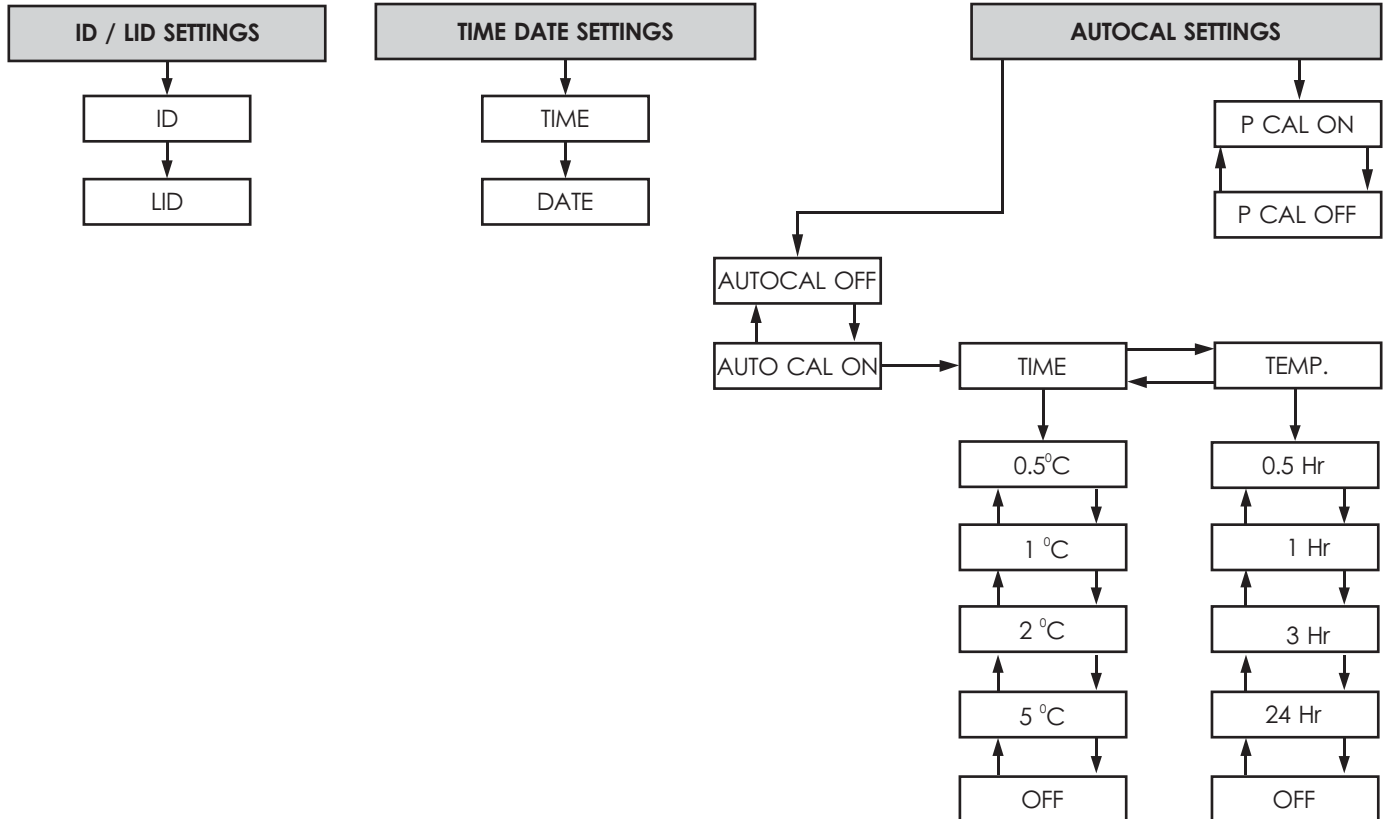 ID / LID SETTINGS
ID
LID
TIME DATE SETTINGS
TIME
DATE
AUTOCAL SETTINGS
P CAL ON
P CAL OFF
AUTOCAL OFF
AUTO CAL ON
TIME
TEMP.
0.5⁰C
1 ⁰C
2 ⁰C
5 ⁰C
OFF
0.5 Hr
1 Hr
3 Hr
24 Hr
OFF